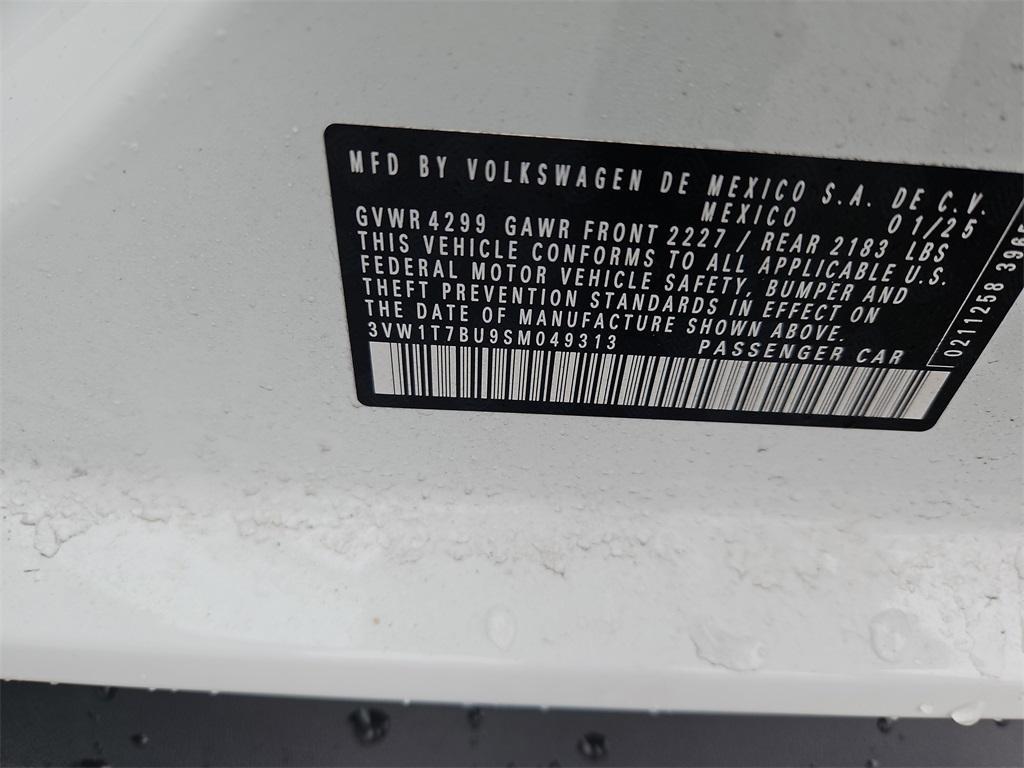 MFD BY VOLKSWAGEN DE MEXICO S.A. DE C.V.
MEXICO 01/25
GVWR 4299 GAWR FRONT 2227 / REAR 2183 LBS
THIS VEHICLE CONFORMS TO ALL APPLICABLE U.S.
FEDERAL MOTOR VEHICLE SAFETY, BUMPER AND
THEFT PREVENTION STANDARDS IN EFFECT ON
THE DATE OF MANUFACTURE SHOWN ABOVE.
3VW1T7BU9SM049313 PASSENGER CAR
0211258